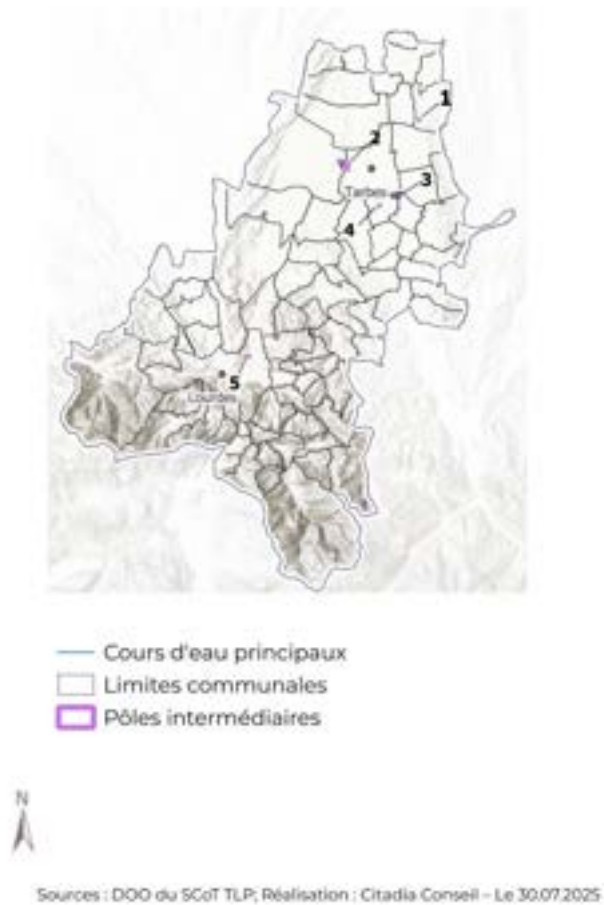 1
2
Tarbes
3
4
5
Lourdes
Cours d'eau principaux
Limites communales
Pôles intermédiaires
N
Sources : DOO du SCoT TLP; Réalisation : Citadia Conseil – Le 30.07.2025